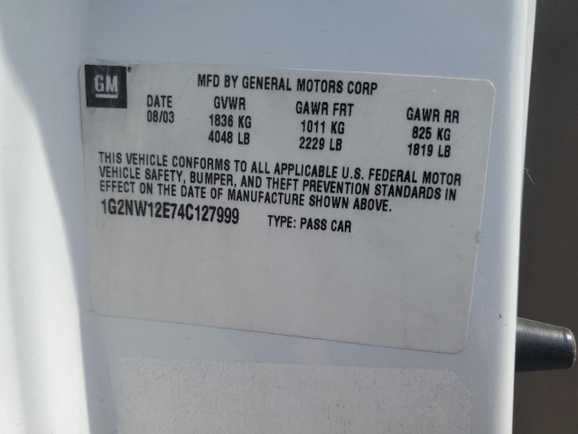 GM
MFD BY GENERAL MOTORS CORP
DATE GVWR GAWR FRT GAWR RR
08/03 1836 KG 1011 KG 825 KG
4048 LB 2229 LB 1819 LB
THIS VEHICLE CONFORMS TO ALL APPLICABLE U.S. FEDERAL MOTOR
VEHICLE SAFETY, BUMPER, AND THEFT PREVENTION STANDARDS IN
EFFECT ON THE DATE OF MANUFACTURE SHOWN ABOVE.
1G2NW12E74C127999 TYPE: PASS CAR